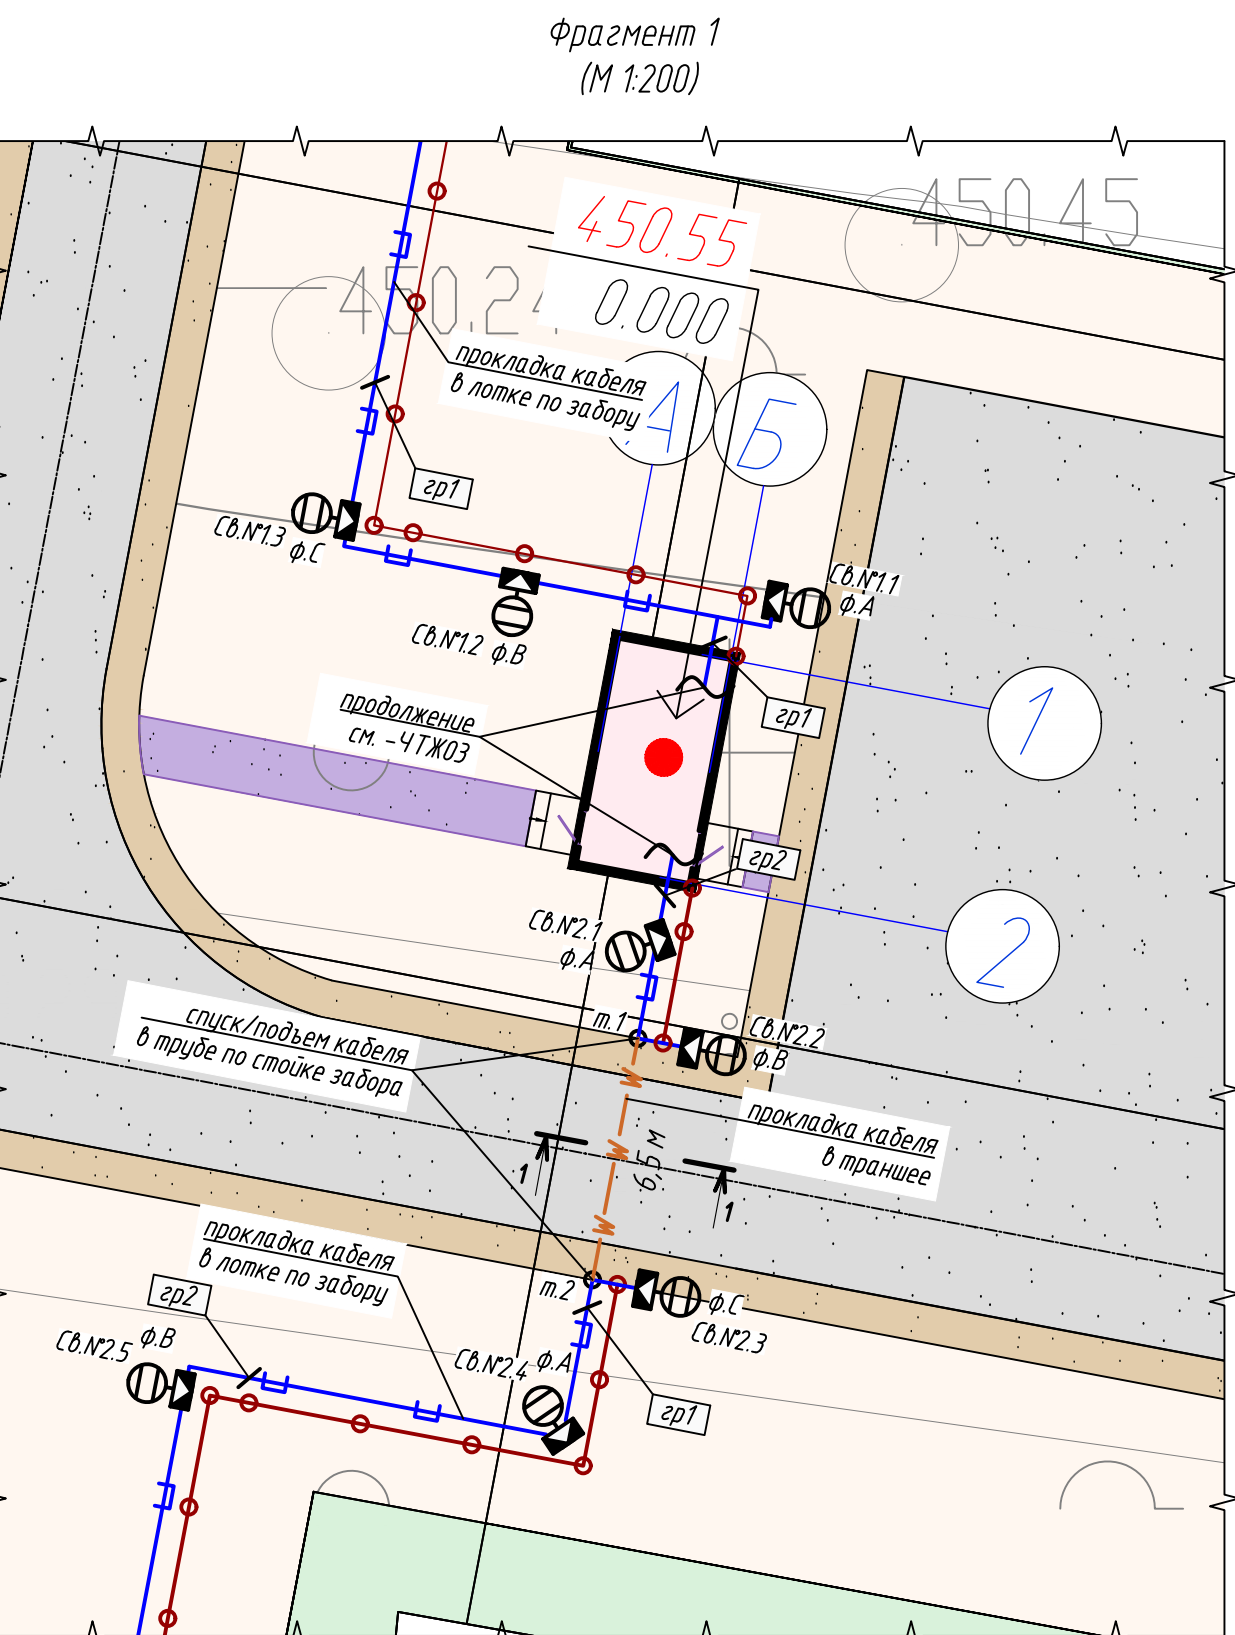 Фрагмент 1
(М 1:200)
450.55
0.000
450.45
450.24
прокладка кабеля
в лотке по забору
А
Б
гр1
Св.№1.3 ф.С
Св.№1.1
ф.А
Св.№1.2 ф.В
продолжение
см. -ЧТЖ03
гр1
1
гр2
Св.№2.1
ф.А
2
т.1
Св.№2.2
ф.В
спуск/подъем кабеля
в трубе по стойке забора
прокладка кабеля
в траншее
6,5 м
1
1
прокладка кабеля
в лотке по забору
гр2
т.2
ф.С
Св.№2.3
Св.№2.5 ф.В
Св.№2.4 ф.А
гр1